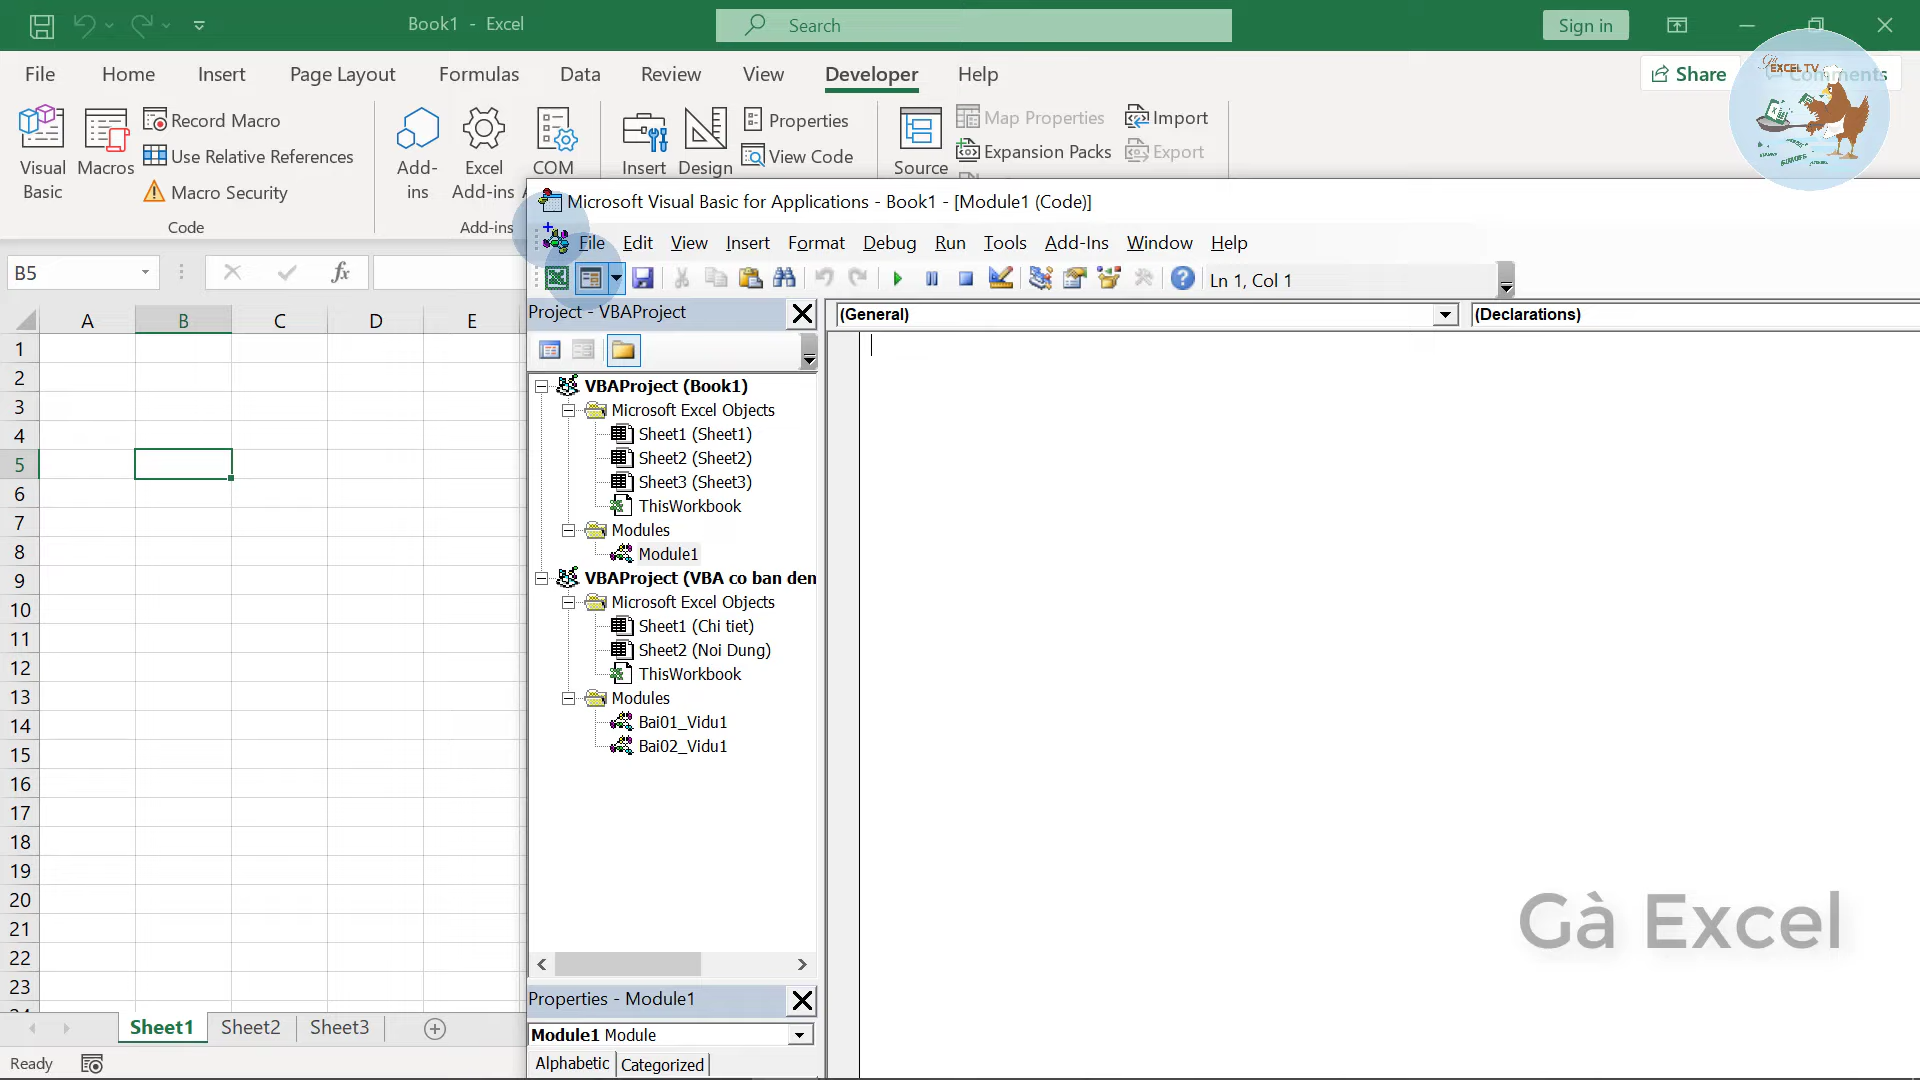 Book1 - Excel
Search
Sign in
File Home Insert Page Layout Formulas Data Review View Developer Help
Share
Comments
EXCEL TV
Visual Basic
Macros
Record Macro
Use Relative References
Macro Security
Code
Add-ins
Excel Add-ins
COM
Add-ins
Insert
Design
Properties
View Code
Source
Map Properties
Expansion Packs
Import
Export
B5
fx
A B C D E
1
2
3
4
5
6
7
8
9
10
11
12
13
14
15
16
17
18
19
20
21
22
23
Sheet1 Sheet2 Sheet3
Ready
Microsoft Visual Basic for Applications - Book1 - [Module1 (Code)]
File Edit View Insert Format Debug Run Tools Add-Ins Window Help
Ln 1, Col 1
Project - VBAProject
(General)
(Declarations)
VBAProject (Book1)
Microsoft Excel Objects
Sheet1 (Sheet1)
Sheet2 (Sheet2)
Sheet3 (Sheet3)
ThisWorkbook
Modules
Module1
VBAProject (VBA co ban den
Microsoft Excel Objects
Sheet1 (Chi tiet)
Sheet2 (Noi Dung)
ThisWorkbook
Modules
Bai01_Vidu1
Bai02_Vidu1
Properties - Module1
Module1 Module
Alphabetic Categorized
Gà Excel